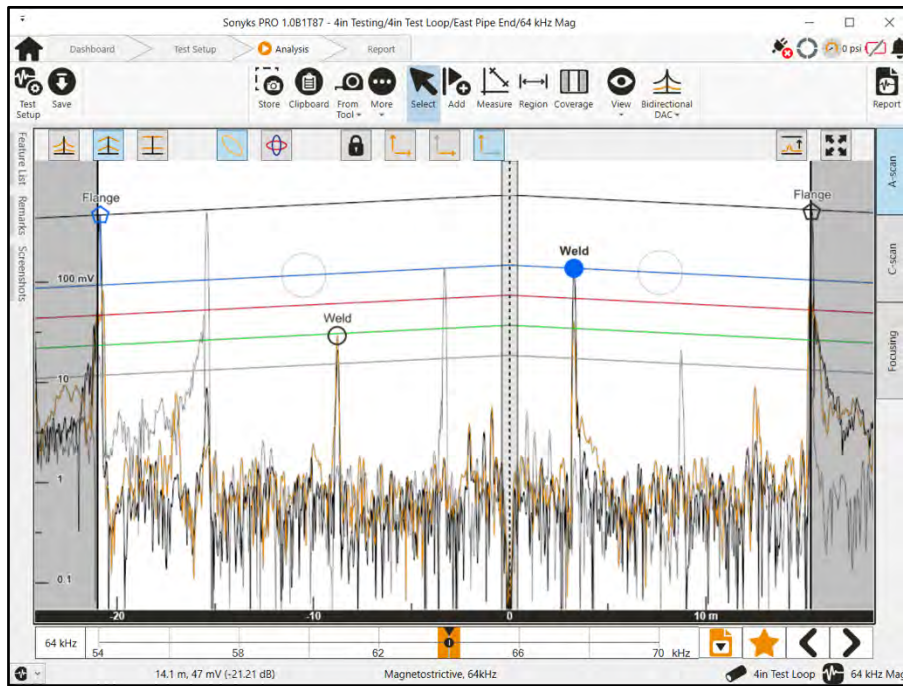 Sonyks PRO 1.0B1T87 - 4in Testing/4in Test Loop/East Pipe End/64 kHz Mag
Dashboard Test Setup Analysis Report
0 psi
Test Setup Save Store Clipboard From Tool More Select Add Measure Region Coverage View Bidirectional DAC Report
Feature List
Remarks
Screenshots
A-scan
C-scan
Focusing
Flange
Flange
Weld
100 mV
Weld
10
1
0.1
-20 -10 0 10 m
64 kHz
54 58 62 66 70 kHz
14.1 m, 47 mV (-21.21 dB) Magnetostrictive, 64kHz 4in Test Loop 64 kHz Mag